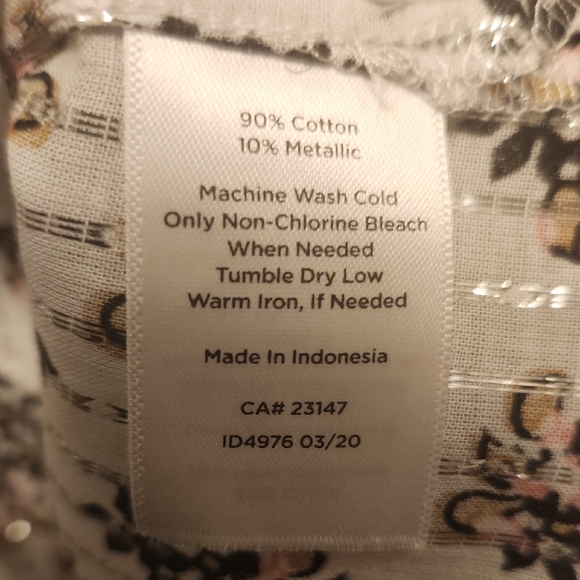 90% Cotton
10% Metallic
Machine Wash Cold
Only Non-Chlorine Bleach
When Needed
Tumble Dry Low
Warm Iron, If Needed
Made In Indonesia
CA# 23147
ID4976 03/20